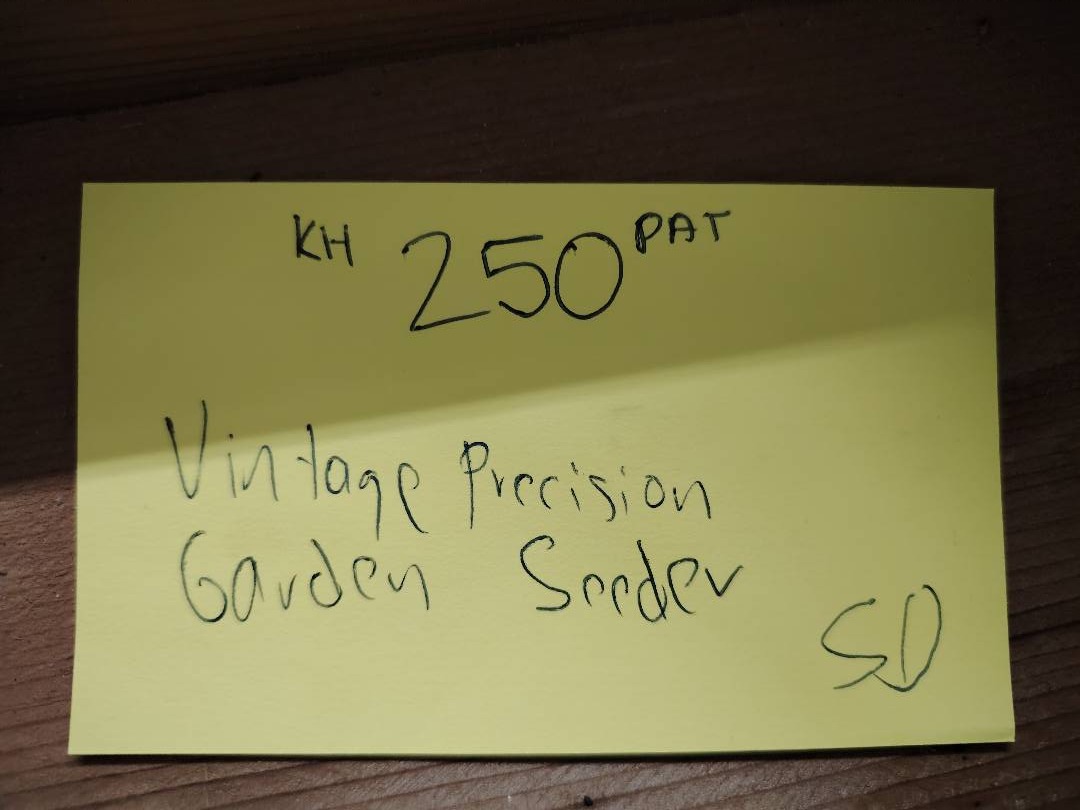 KH 250 PAT
Vintage Precision
Garden Seeder
SD